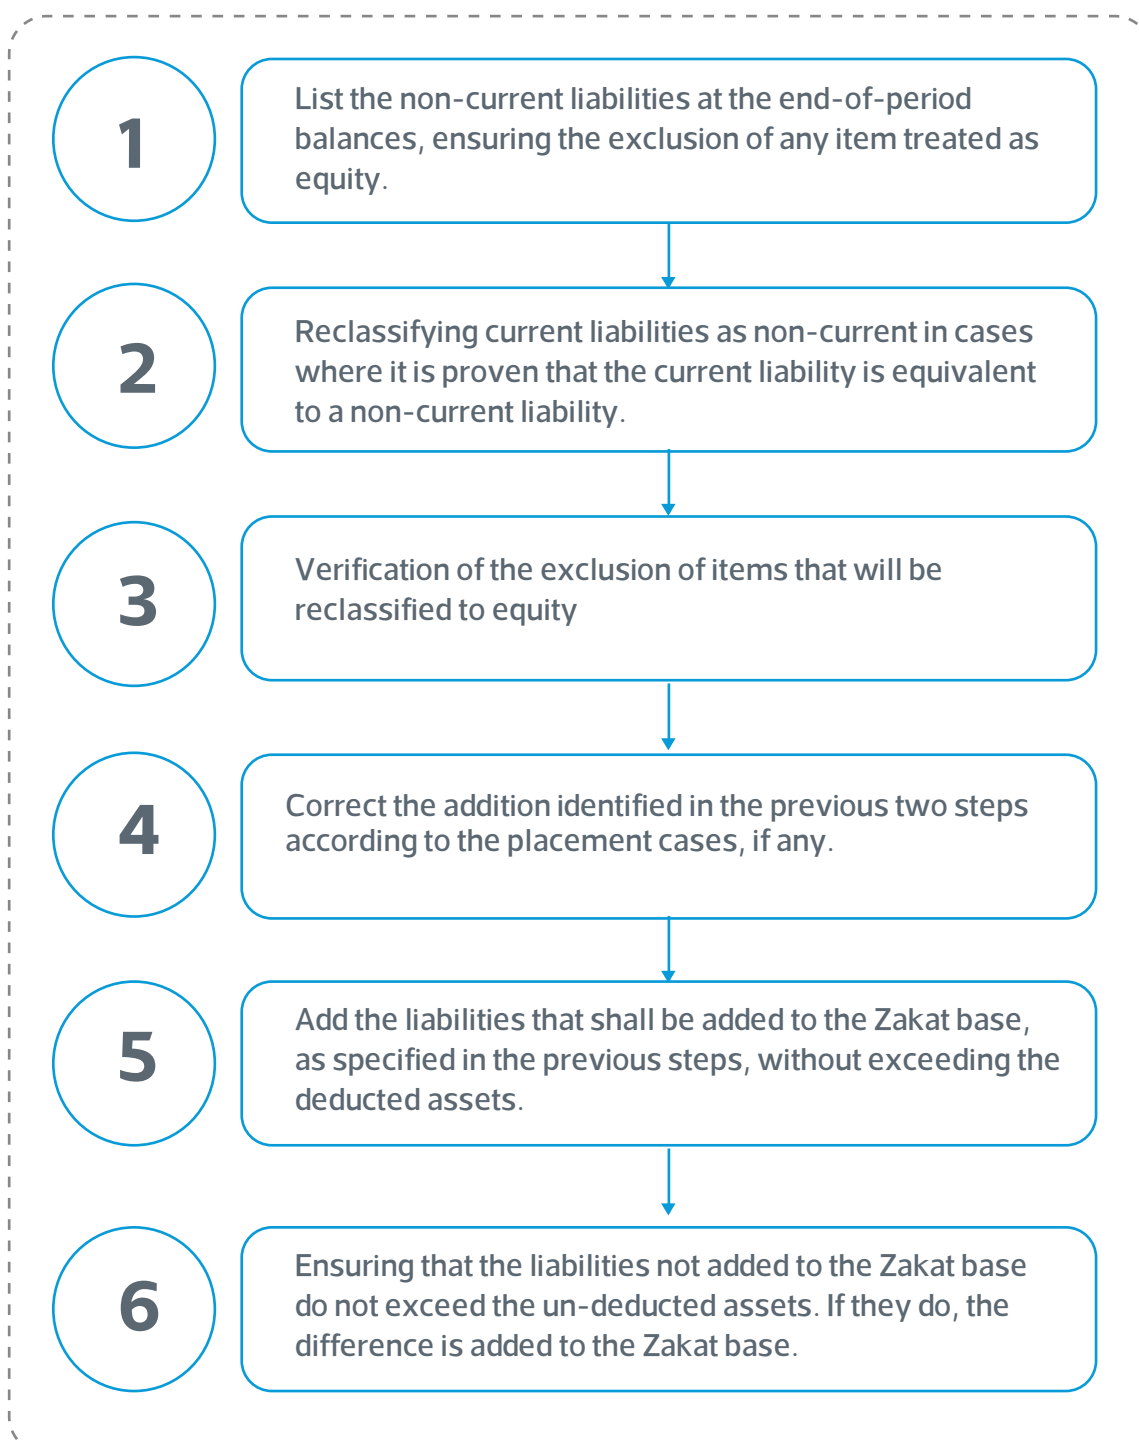 1
List the non-current liabilities at the end-of-period
balances, ensuring the exclusion of any item treated as
equity.
2
Reclassifying current liabilities as non-current in cases
where it is proven that the current liability is equivalent
to a non-current liability.
3
Verification of the exclusion of items that will be
reclassified to equity
4
Correct the addition identified in the previous two steps
according to the placement cases, if any.
5
Add the liabilities that shall be added to the Zakat base,
as specified in the previous steps, without exceeding the
deducted assets.
6
Ensuring that the liabilities not added to the Zakat base
do not exceed the un-deducted assets. If they do, the
difference is added to the Zakat base.